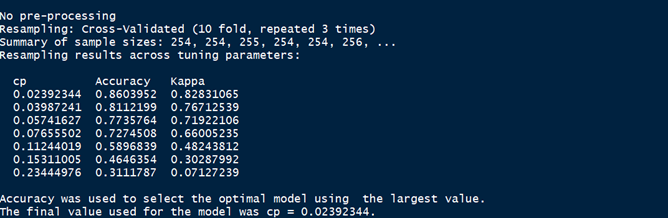 No pre-processing
Resampling: Cross-Validated (10 fold, repeated 3 times)
Summary of sample sizes: 254, 254, 255, 254, 254, 256, ...
Resampling results across tuning parameters:
cp Accuracy Kappa
0.02392344 0.8603952 0.82831065
0.03987241 0.8112199 0.76712539
0.05741627 0.7735764 0.71922106
0.07655502 0.7274508 0.66005235
0.11244019 0.5896839 0.48243812
0.15311005 0.4646354 0.30287992
0.23444976 0.3111787 0.07127239
Accuracy was used to select the optimal model using  the largest value.
The final value used for the model was cp = 0.02392344.